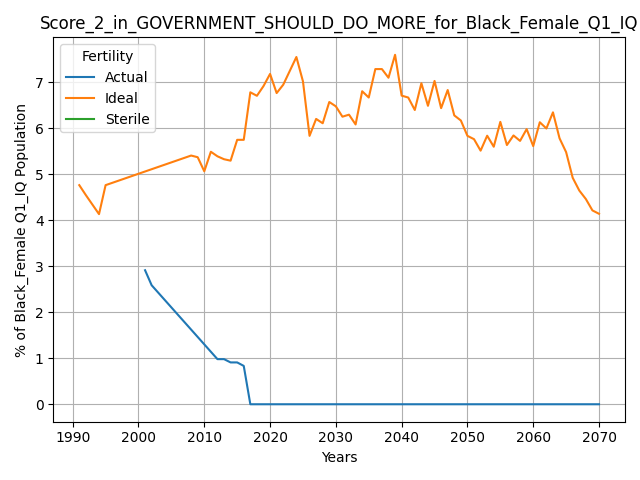 Score_2_in_GOVERNMENT_SHOULD_DO_MORE_for_Black_Female_Q1_IQ
Fertility
Actual
Ideal
Sterile
7
6
5
4
3
2
1
0
% of Black_Female Q1_IQ Population
1990 2000 2010 2020 2030 2040 2050 2060 2070
Years